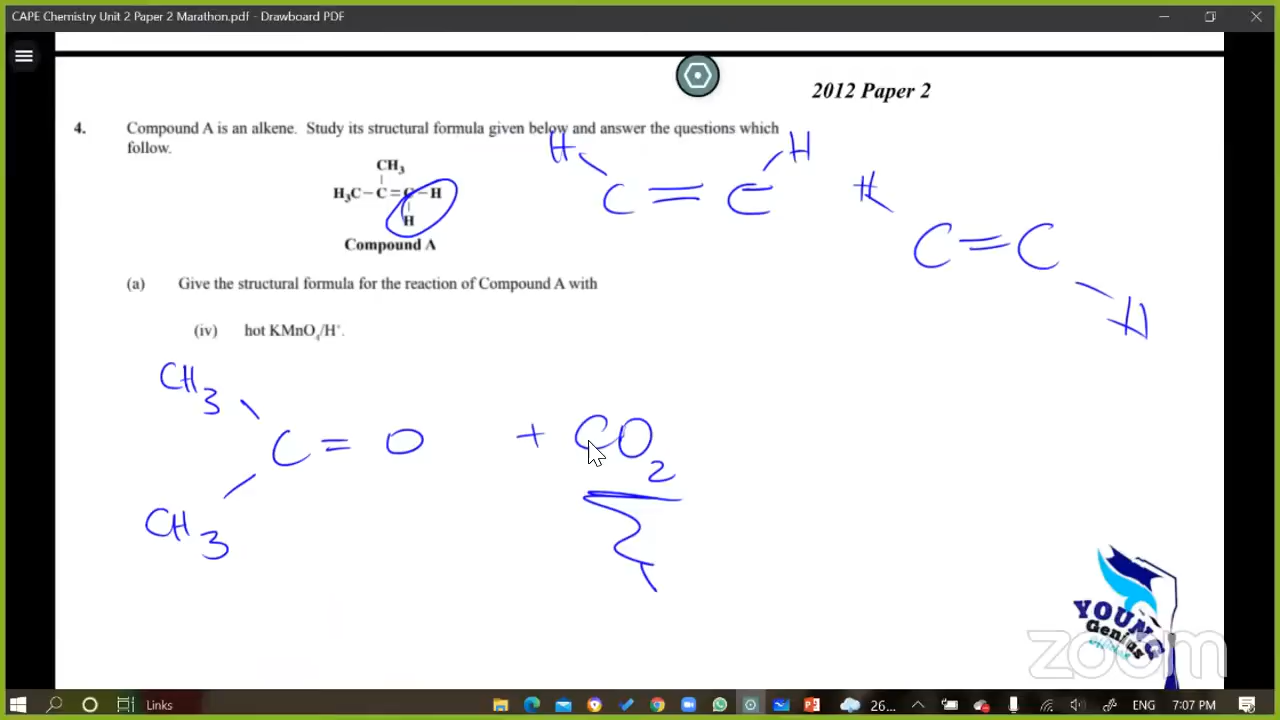 CAPE Chemistry Unit 2 Paper 2 Marathon.pdf - Drawboard PDF
2012 Paper 2
4. Compound A is an alkene. Study its structural formula given below and answer the questions which
follow.
CH₃
H₃C – C = C – H
H
Compound A
H H
C = C
H
C = C
H
(a) Give the structural formula for the reaction of Compound A with
(iv) hot KMnO₄/H⁺.
CH₃
C = O + CO₂
CH₃
YOUNG
Genius
zoom
Links
26...
ENG 7:07 PM